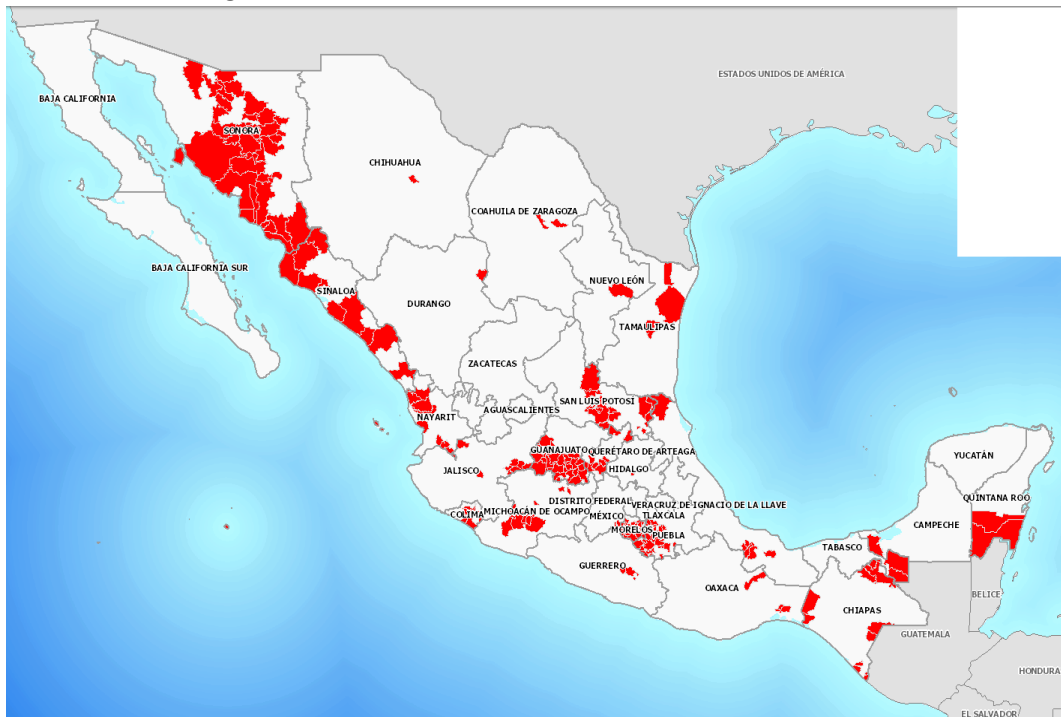 ESTADOS UNIDOS DE AMÉRICA
BAJA CALIFORNIA
SONORA
CHIHUAHUA
COAHUILA DE ZARAGOZA
BAJA CALIFORNIA SUR
NUEVO LEÓN
SINALOA
DURANGO
TAMAULIPAS
ZACATECAS
SAN LUIS POTOSÍ
AGUASCALIENTES
NAYARIT
GUANAJUATO
QUERÉTARO DE ARTEAGA
YUCATÁN
HIDALGO
JALISCO
QUINTANA ROO
DISTRITO FEDERAL
VERACRUZ DE IGNACIO DE LA LLAVE
COLIMA
MICHOACÁN DE OCAMPO
MÉXICO
TLAXCALA
CAMPECHE
MORELOS
PUEBLA
TABASCO
GUERRERO
OAXACA
BELICE
CHIAPAS
GUATEMALA
HONDURA
EL SALVADOR